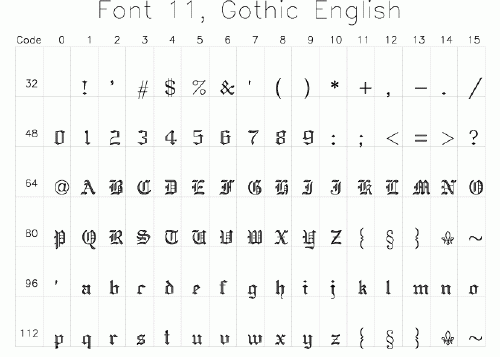 Font 11, Gothic English
Code 0 1 2 3 4 5 6 7 8 9 10 11 12 13 14 15
32 ! ’ # $ % & ' ( ) * + , − . /
48 0 1 2 3 4 5 6 7 8 9 : ; < = > ?
64 @ A B C D E F G H I J K L M N O
80 P Q R S T U V W X Y Z { § } ⚜ ~
96 ' a b c d e f g h i j k l m n o
112 p q r s t u v w x y z { § } ⚜ ~